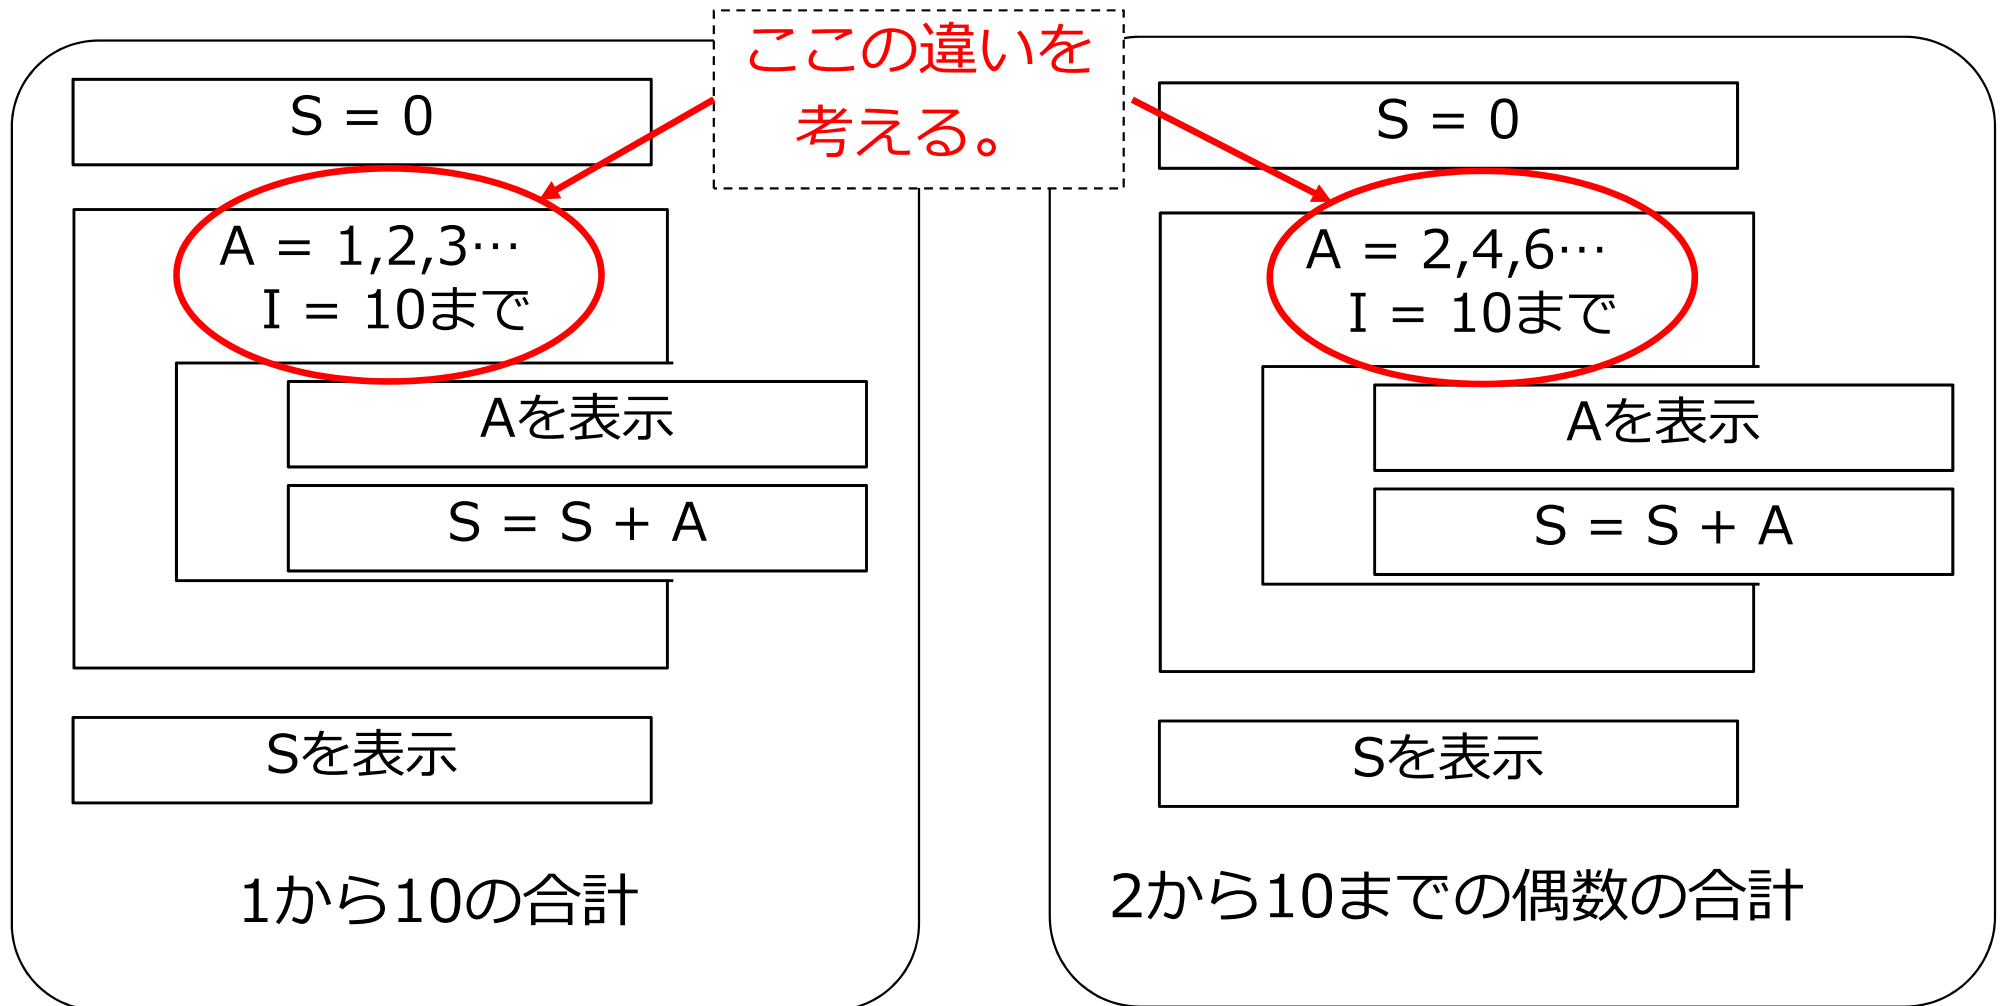 ここの違いを
考える。
S = 0
A = 1,2,3…
I = 10まで
Aを表示
S = S + A
Sを表示
1から10の合計
S = 0
A = 2,4,6…
I = 10まで
Aを表示
S = S + A
Sを表示
2から10までの偶数の合計